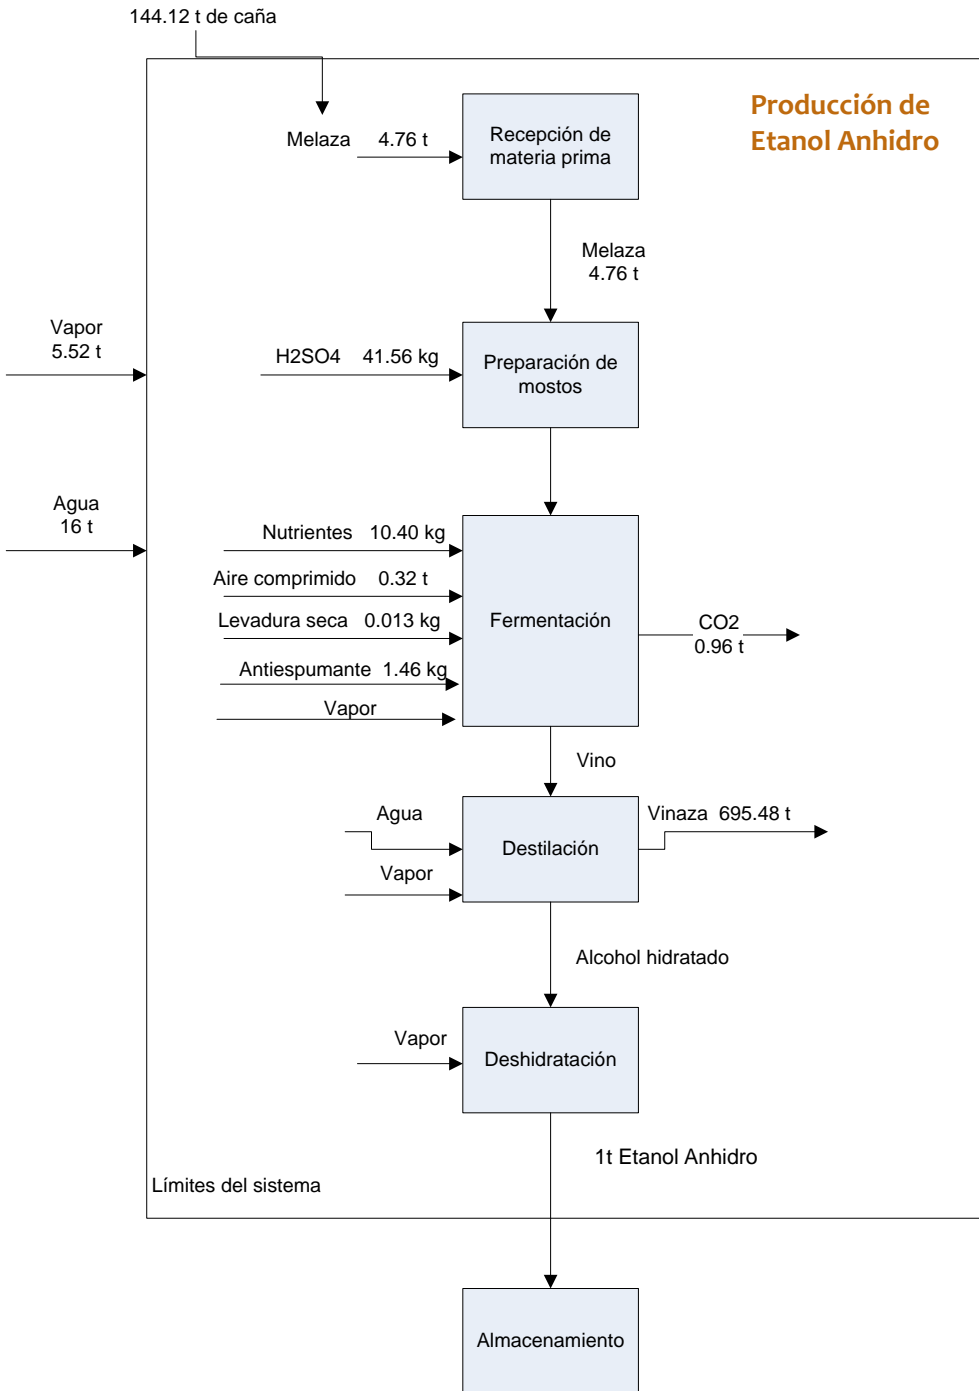 144.12 t de caña
Producción de
Etanol Anhidro
Melaza 4.76 t
Recepción de
materia prima
Melaza
4.76 t
Vapor
5.52 t
H2SO4 41.56 kg
Preparación de
mostos
Agua
16 t
Nutrientes 10.40 kg
Aire comprimido 0.32 t
Levadura seca 0.013 kg
Antiespumante 1.46 kg
Vapor
Fermentación
CO2
0.96 t
Vino
Agua
Vapor
Destilación
Vinaza 695.48 t
Alcohol hidratado
Vapor
Deshidratación
1t Etanol Anhidro
Límites del sistema
Almacenamiento